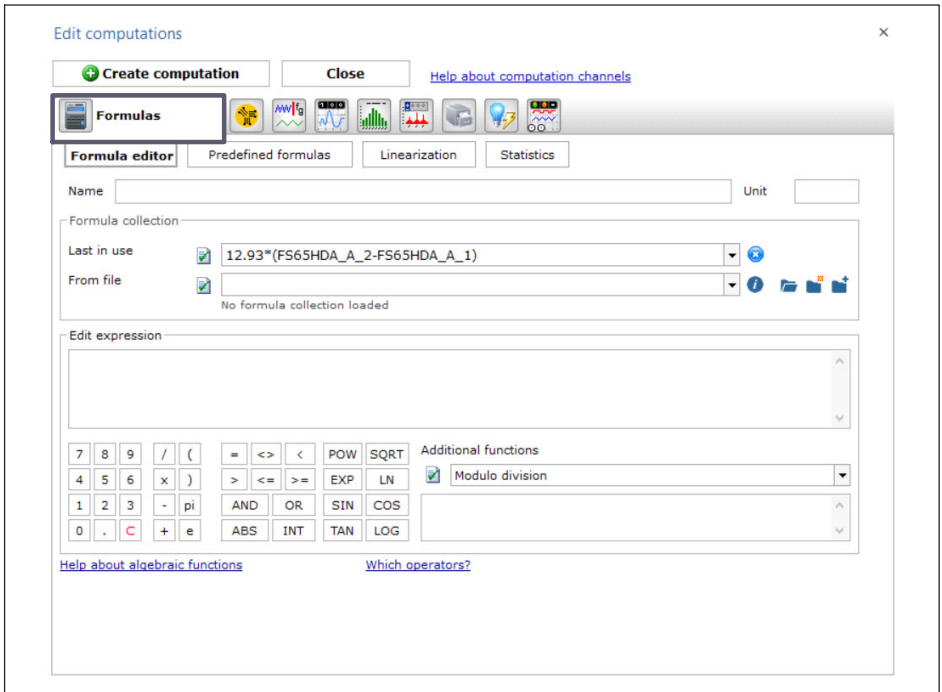 Edit computations
Create computation Close Help about computation channels
Formulas
Formula editor Predefined formulas Linearization Statistics
Name Unit
Formula collection
Last in use 12.93*(FS65HDA_A_2-FS65HDA_A_1)
From file
No formula collection loaded
Edit expression
Additional functions
7 8 9 / ( = <> < POW SQRT
Modulo division
4 5 6 x ) > <= >= EXP LN
1 2 3 - pi AND OR SIN COS
0 . C + e ABS INT TAN LOG
Help about algebraic functions Which operators?